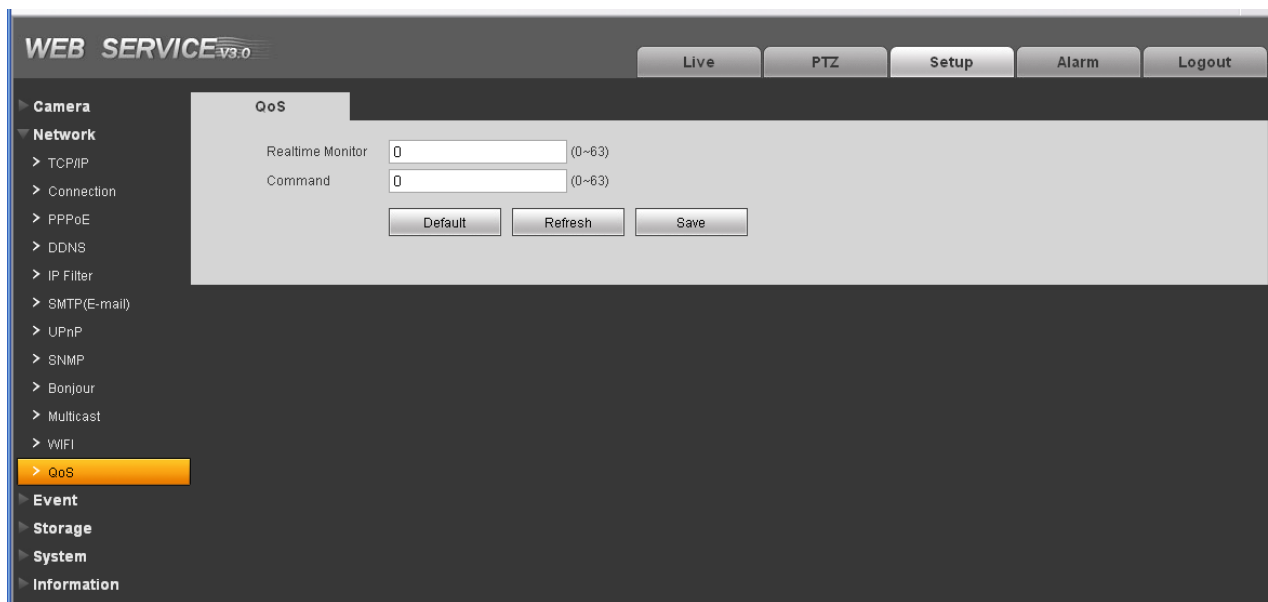 WEB SERVICE V3.0
Live PTZ Setup Alarm Logout
Camera
Network
> TCP/IP
> Connection
> PPPoE
> DDNS
> IP Filter
> SMTP(E-mail)
> UPnP
> SNMP
> Bonjour
> Multicast
> WIFI
> QoS
Event
Storage
System
Information
QoS
Realtime Monitor 0 (0~63)
Command 0 (0~63)
Default Refresh Save